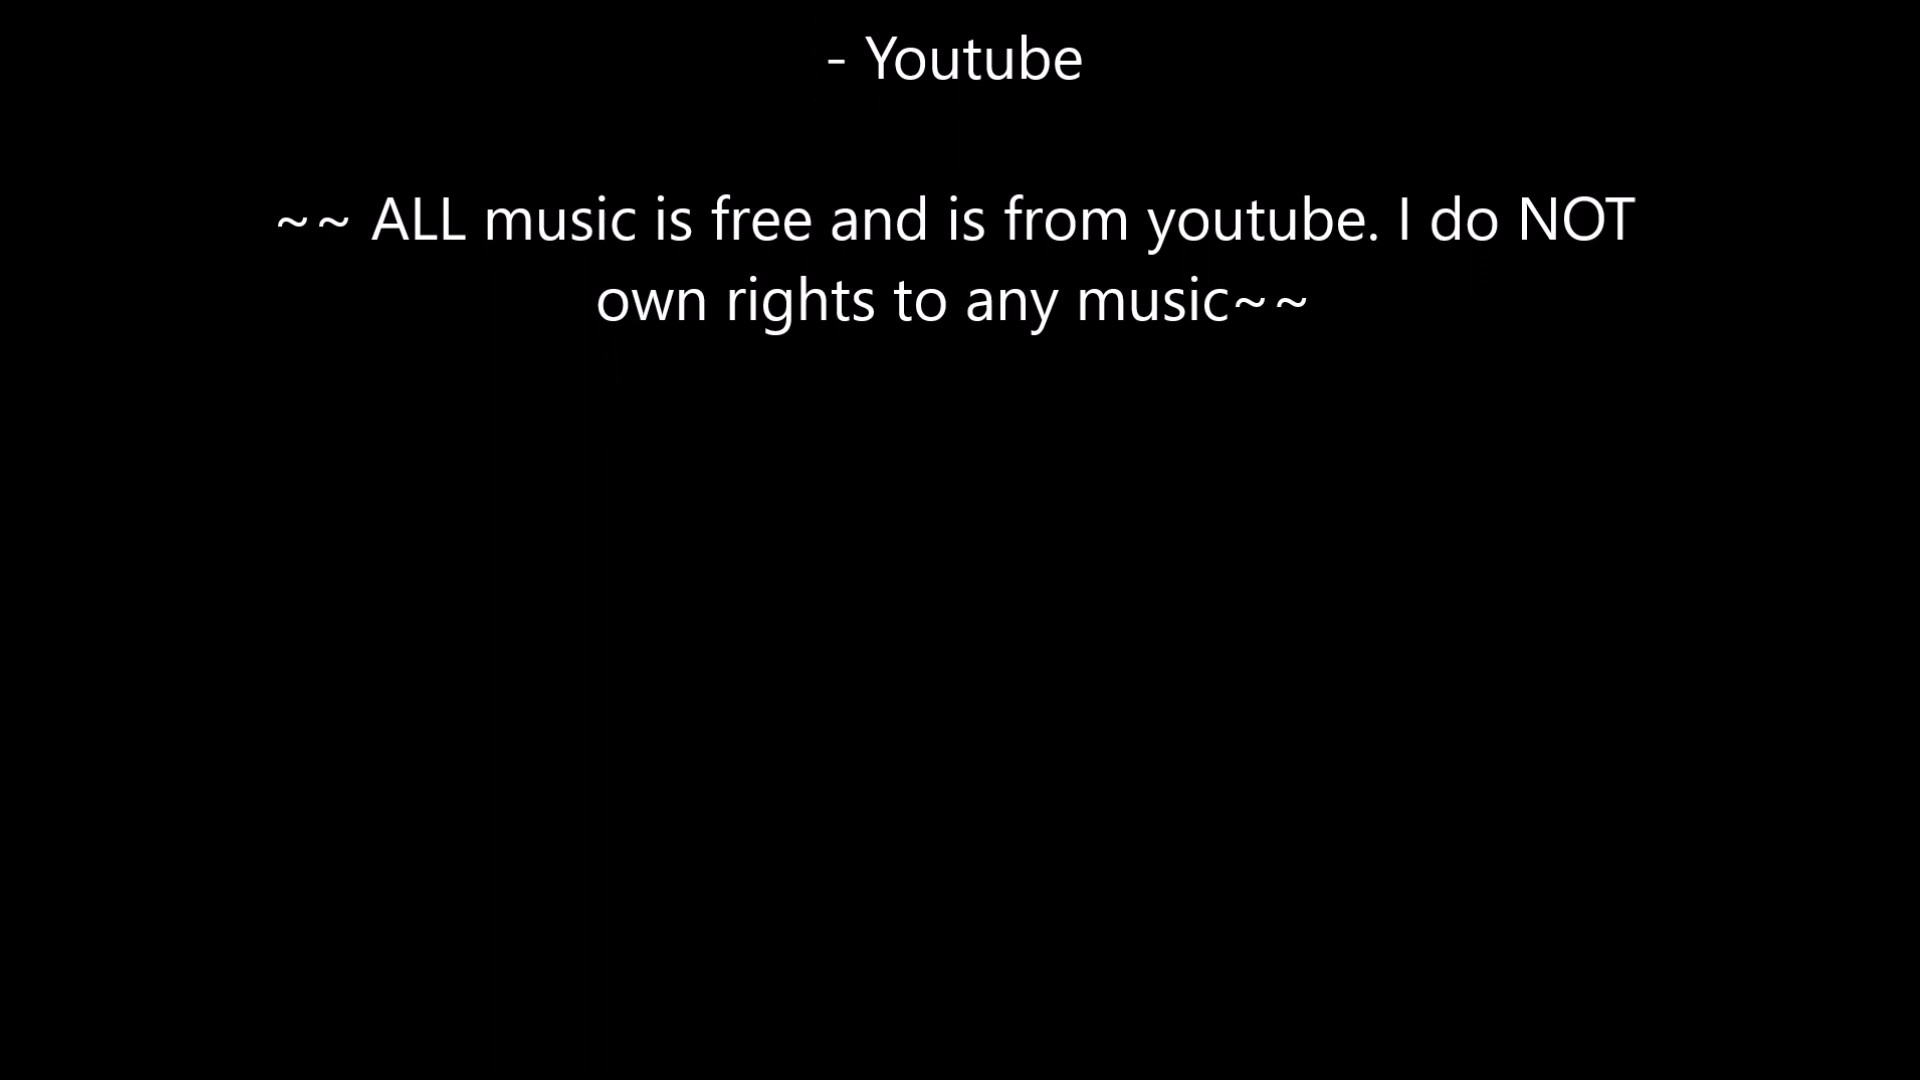 - Youtube
~~ ALL music is free and is from youtube. I do NOT
own rights to any music~~